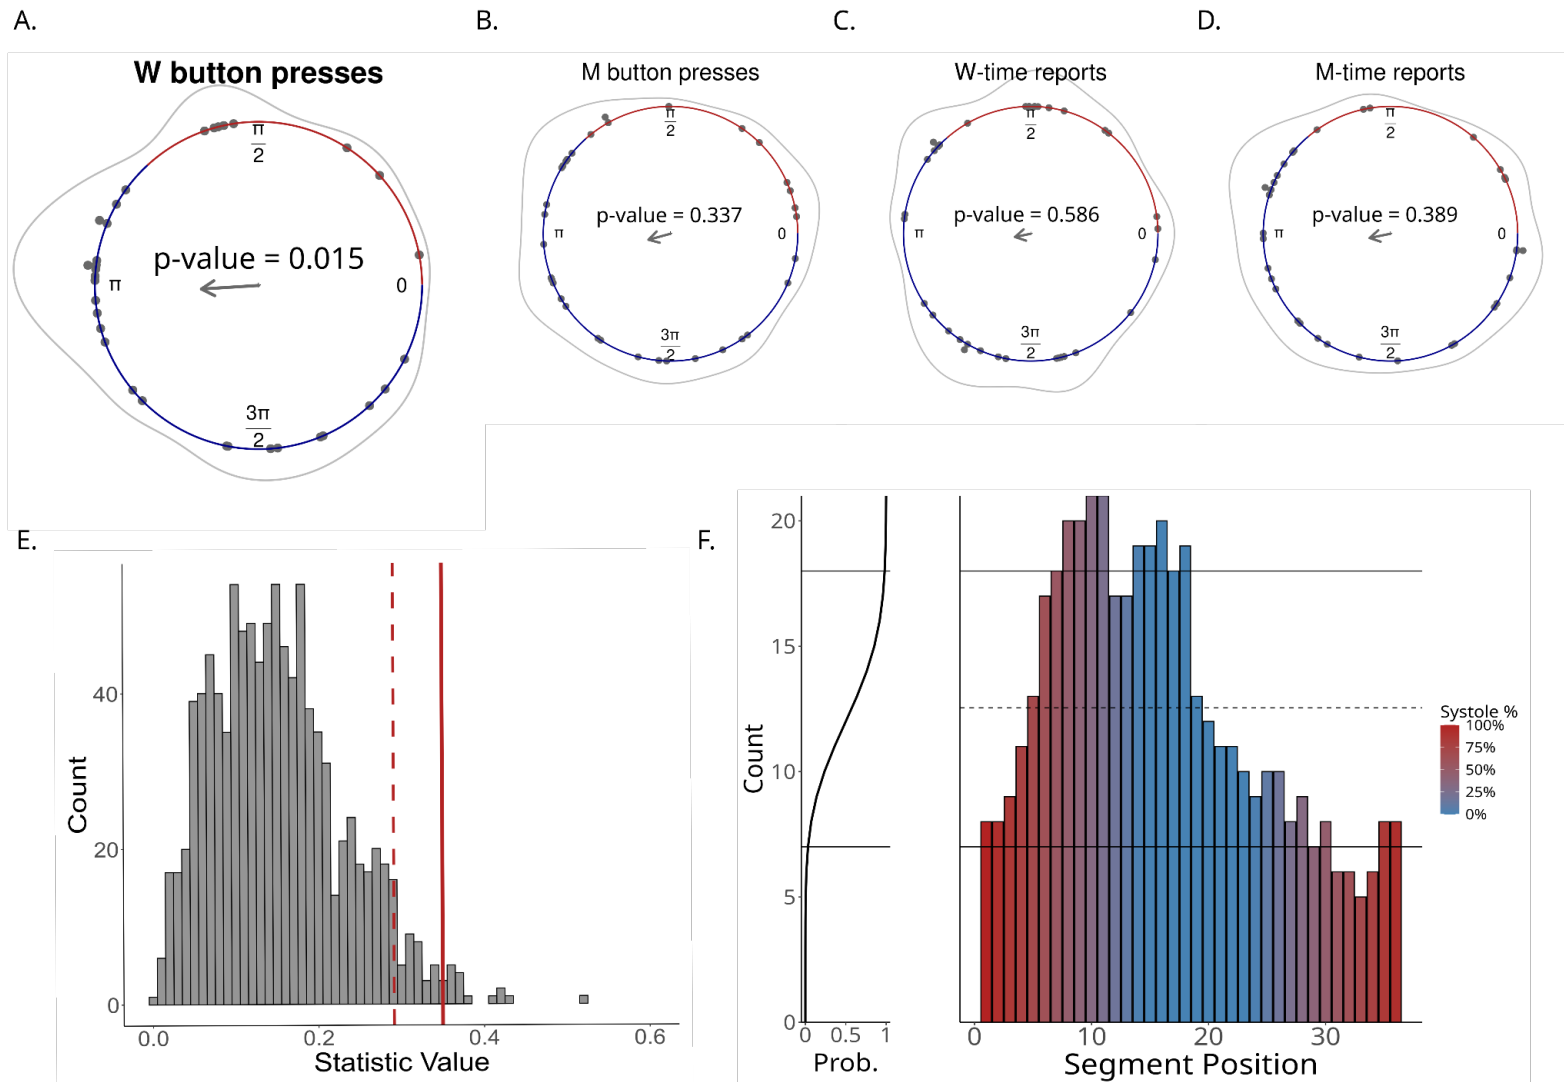 A.
B.
C.
D.
W button presses
M button presses
W-time reports
M-time reports
π
2
p-value = 0.015
π
0
3π
2
π
2
p-value = 0.337
π
0
3π
2
π
2
p-value = 0.586
π
0
3π
2
π
2
p-value = 0.389
π
0
3π
2
E.
Count
40
20
0
0.0 0.2 0.4 0.6
Statistic Value
F.
Count
20
15
10
5
0
0 0.5 1
Prob.
0 10 20 30
Segment Position
Systole %
100%
75%
50%
25%
0%